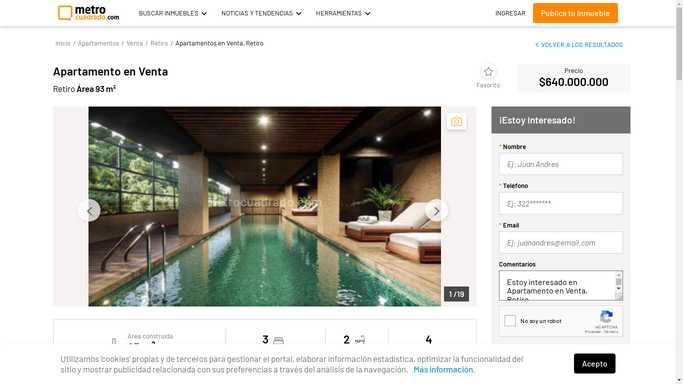 metro
cuadrado.com
BUSCAR INMUEBLES
NOTICIAS Y TENDENCIAS
HERRAMIENTAS
INGRESAR
Publica tu Inmueble
Inicio / Apartamentos / Venta / Retiro / Apartamentos en Venta, Retiro
VOLVER A LOS RESULTADOS
Apartamento en Venta
Retiro Área 93 m²
Favorito
Precio
$640.000.000
¡Estoy Interesado!
* Nombre
Ej: Juan Andres
* Teléfono
Ej: 322*******
* Email
Ej: juanandres@email.com
Comentarios
Estoy interesado en
Apartamento en Venta,
Retiro
No soy un robot
reCAPTCHA
Privacidad - Términos
metrocuadrado.com
1 /19
Área construida
3
2
4
Utilizamos 'cookies' propias y de terceros para gestionar el portal, elaborar información estadística, optimizar la funcionalidad del
sitio y mostrar publicidad relacionada con sus preferencias a través del análisis de la navegación. Más información.
Acepto